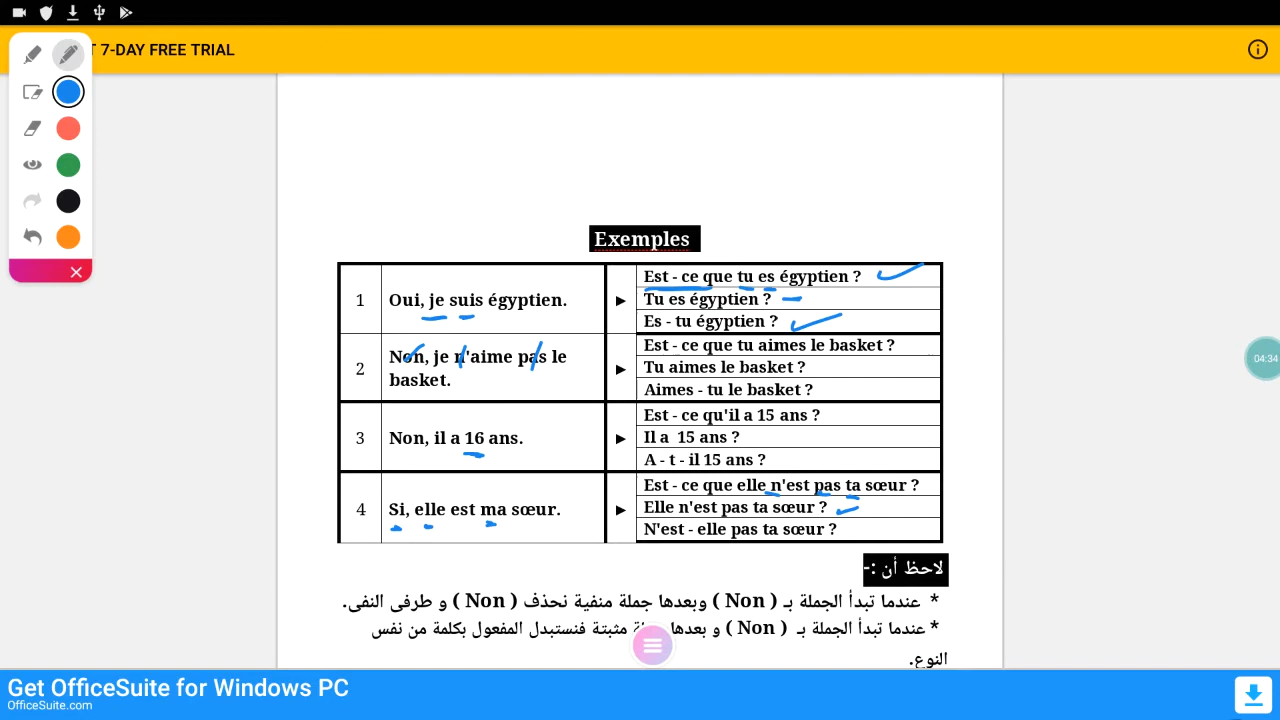 7-DAY FREE TRIAL
04:34
Exemples
1
Oui, je suis égyptien.
►
Est - ce que tu es égyptien ?
Tu es égyptien ?
Es - tu égyptien ?
2
Non, je n'aime pas le
basket.
►
Est - ce que tu aimes le basket ?
Tu aimes le basket ?
Aimes - tu le basket ?
3
Non, il a 16 ans.
►
Est - ce qu'il a 15 ans ?
Il a 15 ans ?
A - t - il 15 ans ?
4
Si, elle est ma sœur.
►
Est - ce que elle n'est pas ta sœur ?
Elle n'est pas ta sœur ?
N'est - elle pas ta sœur ?
لاحظ أن :-
* عندما تبدأ الجملة بـ ( Non ) وبعدها جملة منفية نحذف ( Non ) و طرفى النفى.
* عندما تبدأ الجملة بـ ( Non ) و بعدها مثبتة فنستبدل المفعول بكلمة من نفس
النوع.
Get OfficeSuite for Windows PC
OfficeSuite.com